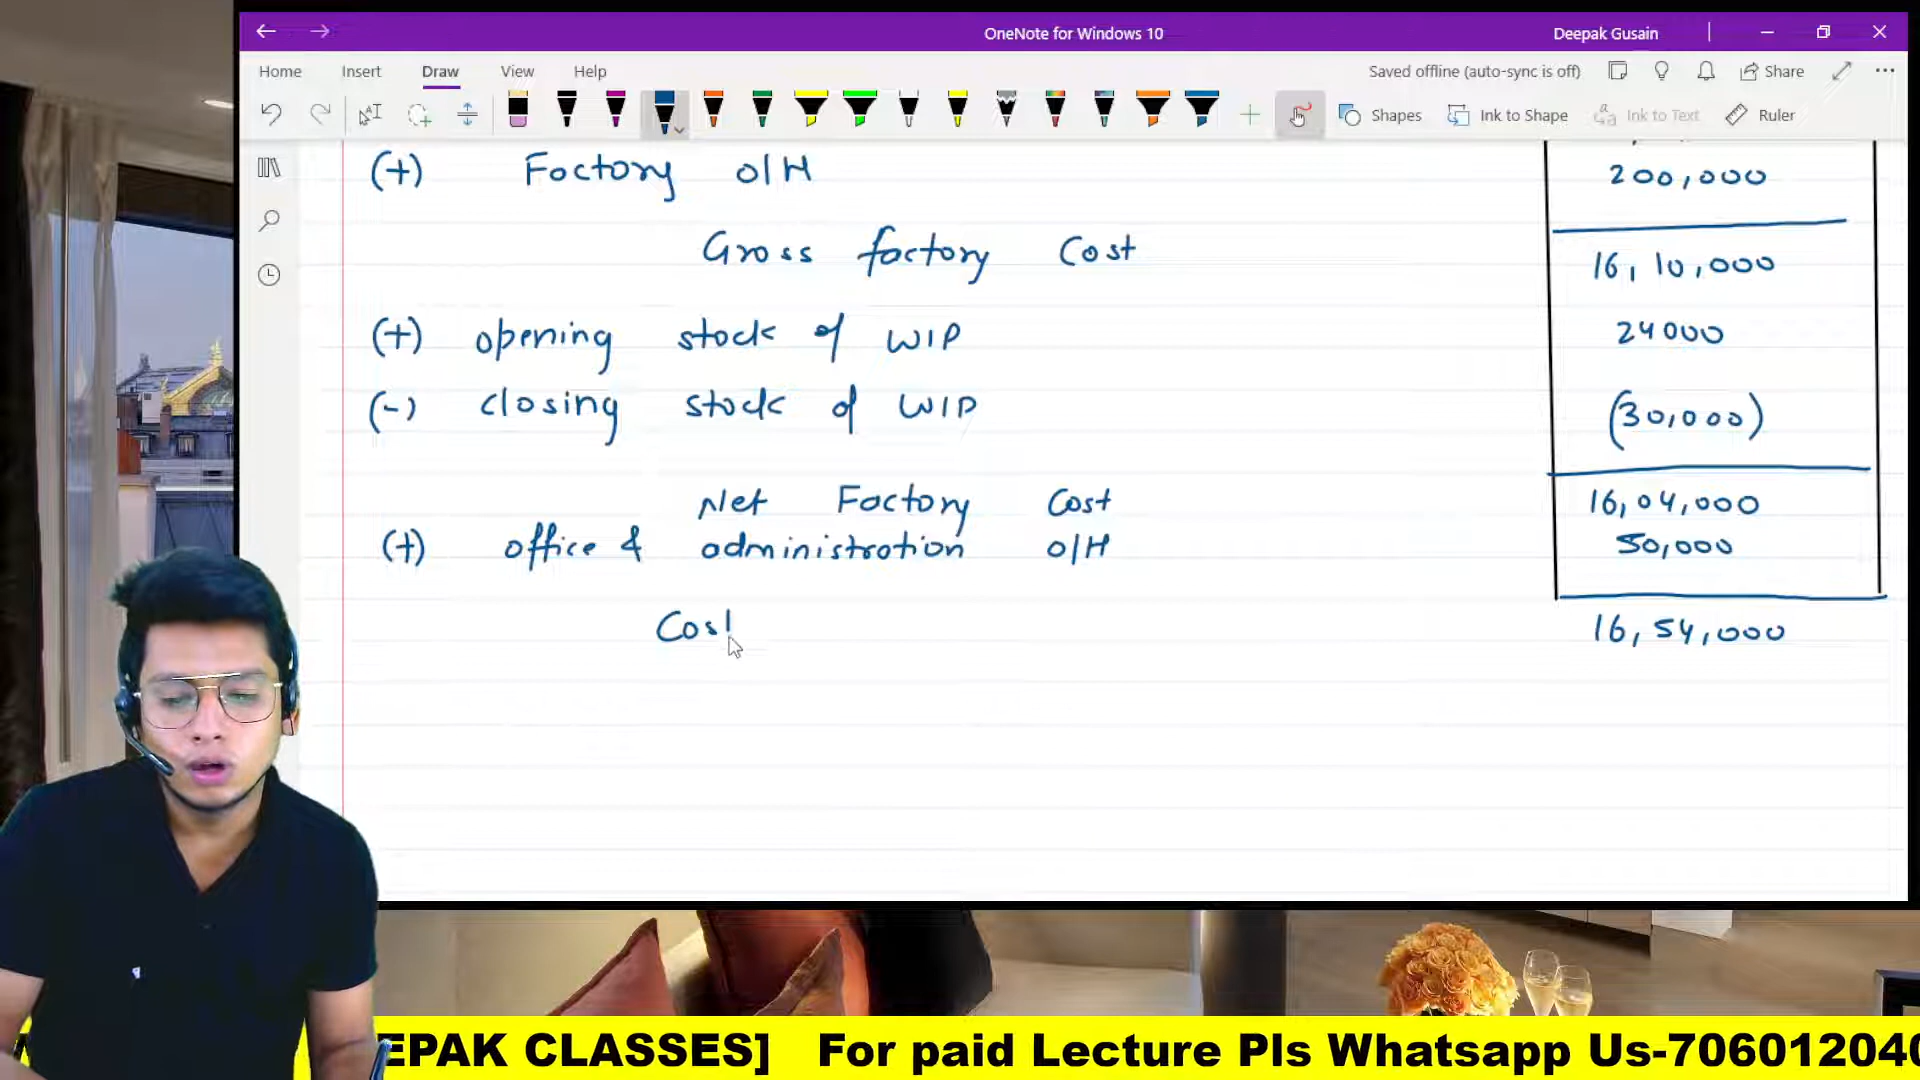 OneNote for Windows 10
Deepak Gusain
Home Insert Draw View Help
Saved offline (auto-sync is off)
Share
Shapes
Ink to Shape
Ink to Text
Ruler
(+) Factory O/H 200,000
Gross factory Cost 16,10,000
(+) opening stock of WIP 24000
(-) closing stock of WIP (30,000)
Net Factory Cost 16,04,000
(+) office & administration O/H 50,000
Cost 16,54,000
EPAK CLASSES] For paid Lecture Pls Whatsapp Us-706012040